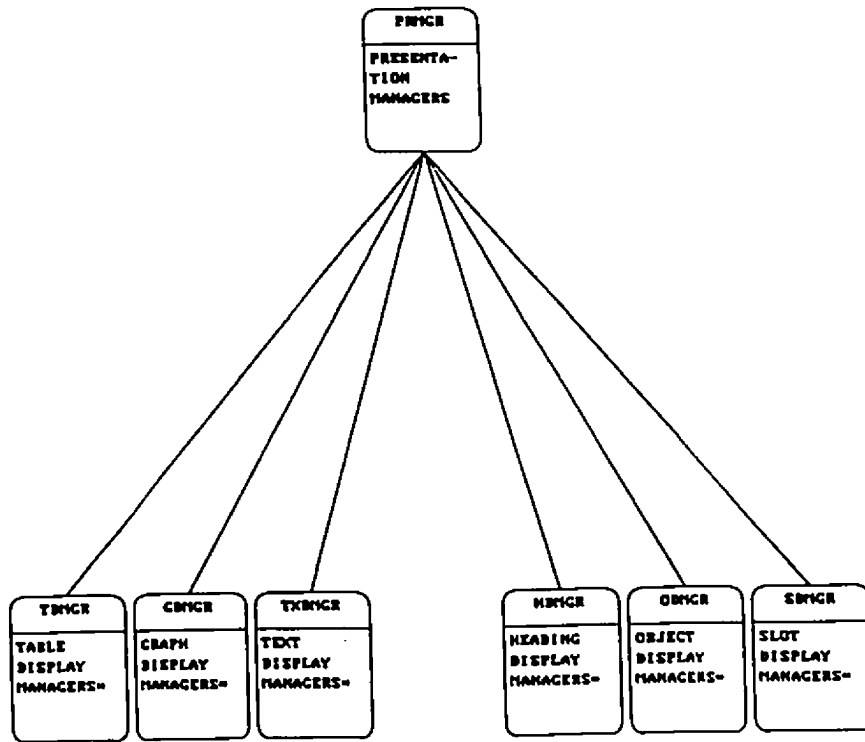 PRMGR
PRESENTA-
TION
MANAGERS
TDMGR
TABLE
DISPLAY
MANAGERS*
GDMGR
GRAPH
DISPLAY
MANAGERS*
TXDMGR
TEXT
DISPLAY
MANAGERS*
HDMGR
HEADING
DISPLAY
MANAGERS*
ODMGR
OBJECT
DISPLAY
MANAGERS*
SDMGR
SLOT
DISPLAY
MANAGERS*